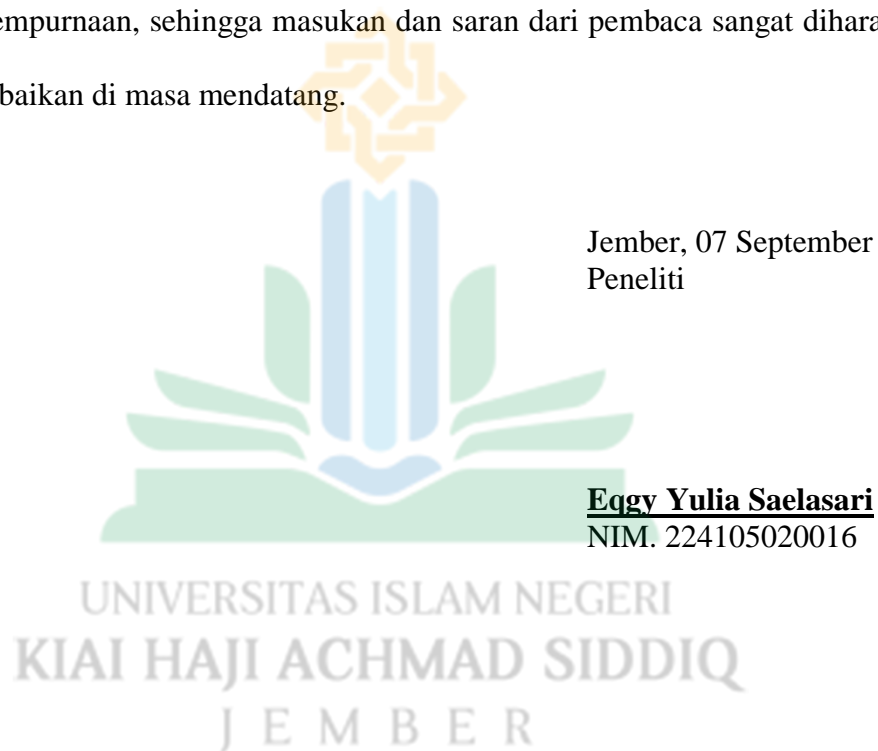 empurnaan, sehingga masukan dan saran dari pembaca sangat dihara
baikan di masa mendatang.
Jember, 07 September
Peneliti
Eqgy Yulia Saelasari
NIM. 224105020016
UNIVERSITAS ISLAM NEGERI
KIAI HAJI ACHMAD SIDDIQ
JEMBER